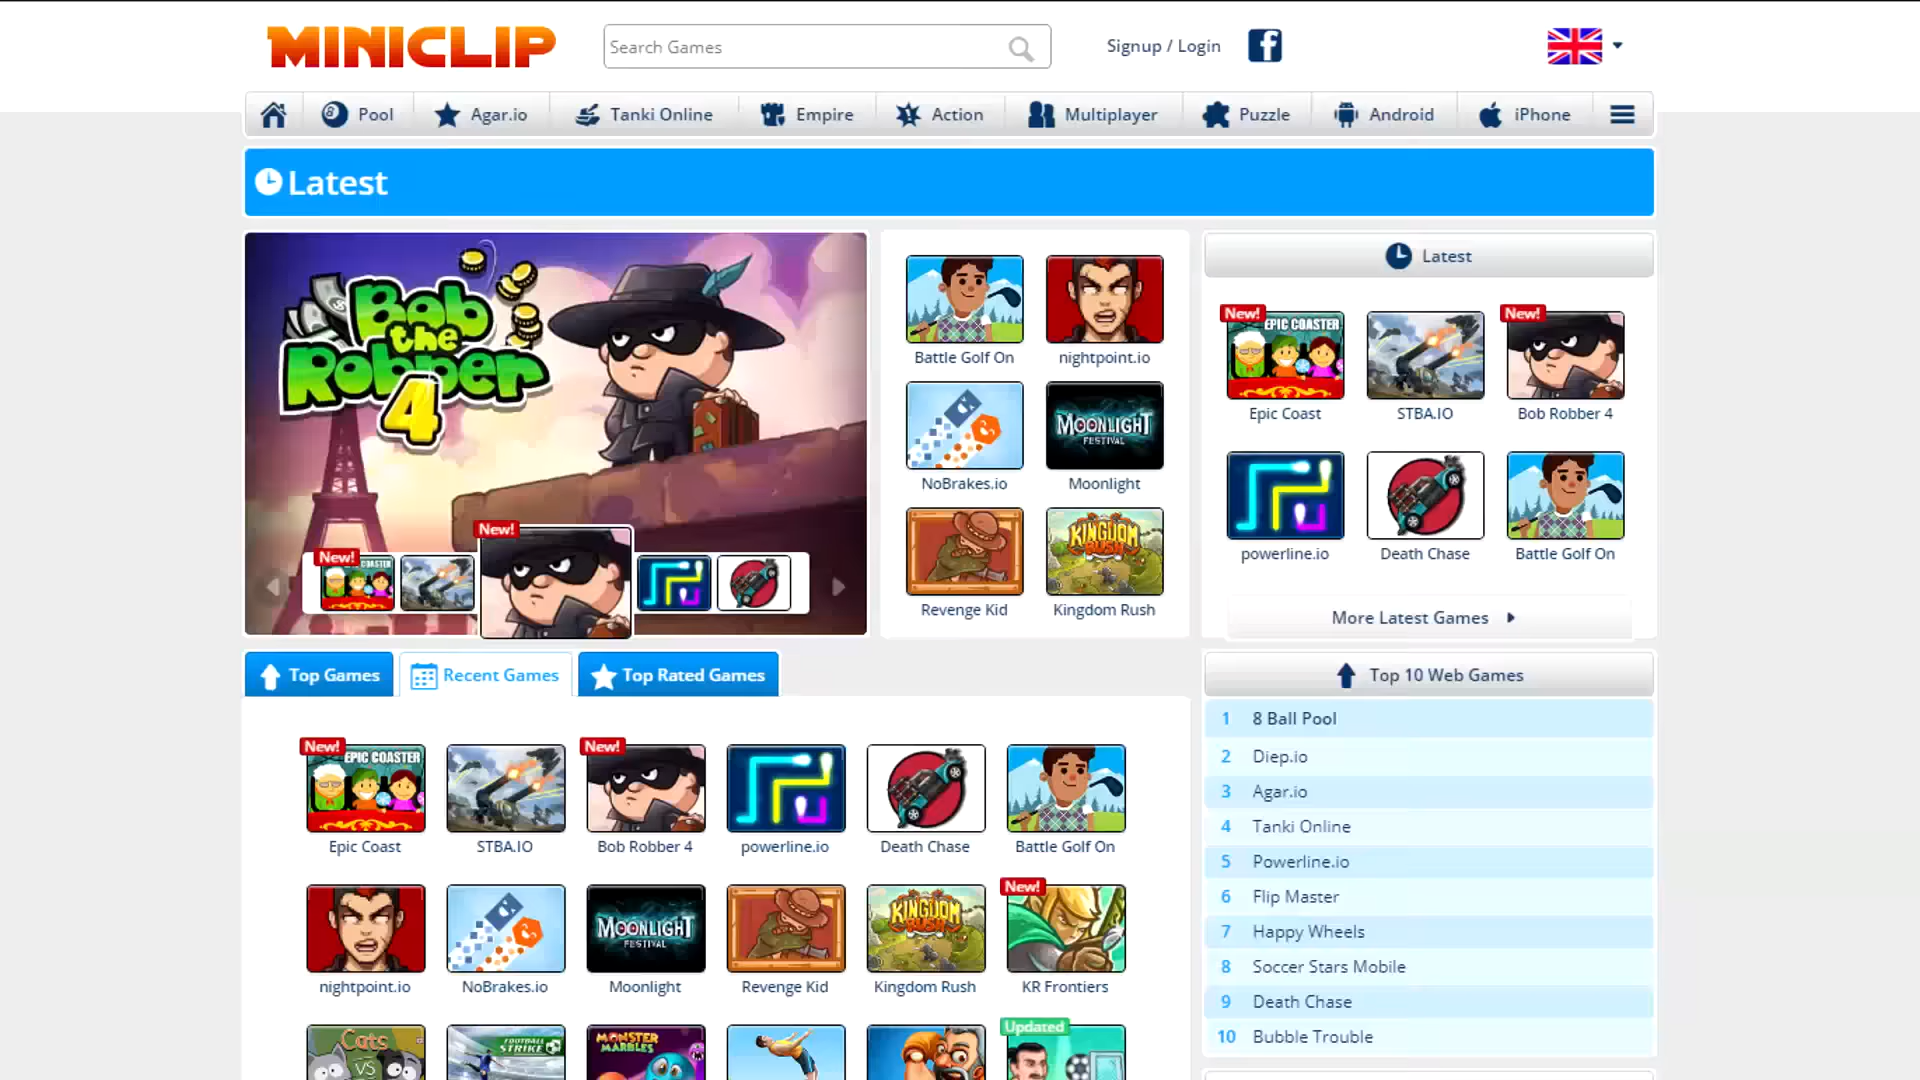 MINICLIP
Search Games
Signup / Login
Pool
Agar.io
Tanki Online
Empire
Action
Multiplayer
Puzzle
Android
iPhone
Latest
Bob
the
Robber
4
New!
New!
Battle Golf On
nightpoint.io
MOONLIGHT
FESTIVAL
NoBrakes.io
Moonlight
KINGDOM
RUSH
Revenge Kid
Kingdom Rush
Latest
New!
EPIC COASTER
New!
Epic Coast
STBA.IO
Bob Robber 4
powerline.io
Death Chase
Battle Golf On
More Latest Games
Top Games
Recent Games
Top Rated Games
New!
EPIC COASTER
New!
Epic Coast
STBA.IO
Bob Robber 4
powerline.io
Death Chase
Battle Golf On
New!
MOONLIGHT
FESTIVAL
KINGDOM
RUSH
nightpoint.io
NoBrakes.io
Moonlight
Revenge Kid
Kingdom Rush
KR Frontiers
Cats
VS
FOOTBALL
STRIKE
MONSTER
MARBLES
Updated
Top 10 Web Games
1 8 Ball Pool
2 Diep.io
3 Agar.io
4 Tanki Online
5 Powerline.io
6 Flip Master
7 Happy Wheels
8 Soccer Stars Mobile
9 Death Chase
10 Bubble Trouble